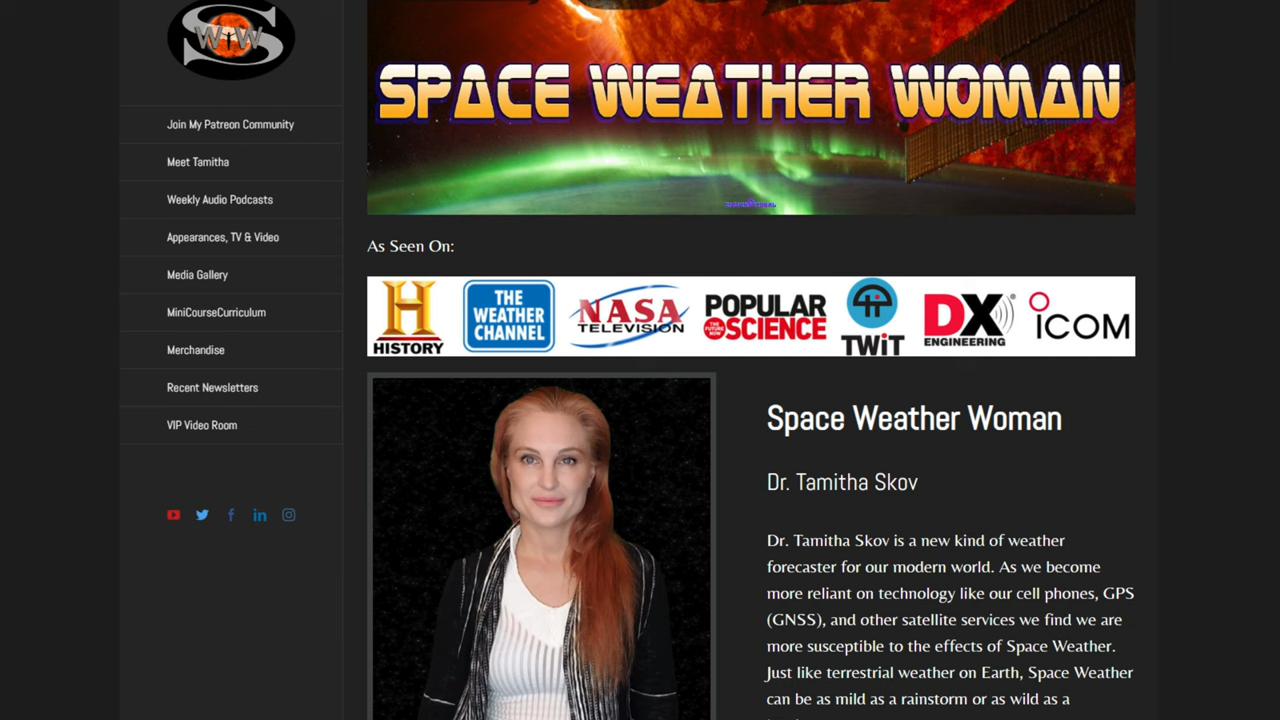 SWW
Join My Patreon Community
Meet Tamitha
Weekly Audio Podcasts
Appearances, TV & Video
Media Gallery
MiniCourseCurriculum
Merchandise
Recent Newsletters
VIP Video Room
SPACE WEATHER WOMAN
As Seen On:
H
HISTORY
THE
WEATHER
CHANNEL
NASA
TELEVISION
POPULAR
THE FUTURE NOW
SCIENCE
TWiT
DX
ENGINEERING
ICOM
Space Weather Woman
Dr. Tamitha Skov
Dr. Tamitha Skov is a new kind of weather
forecaster for our modern world. As we become
more reliant on technology like our cell phones, GPS
(GNSS), and other satellite services we find we are
more susceptible to the effects of Space Weather.
Just like terrestrial weather on Earth, Space Weather
can be as mild as a rainstorm or as wild as a